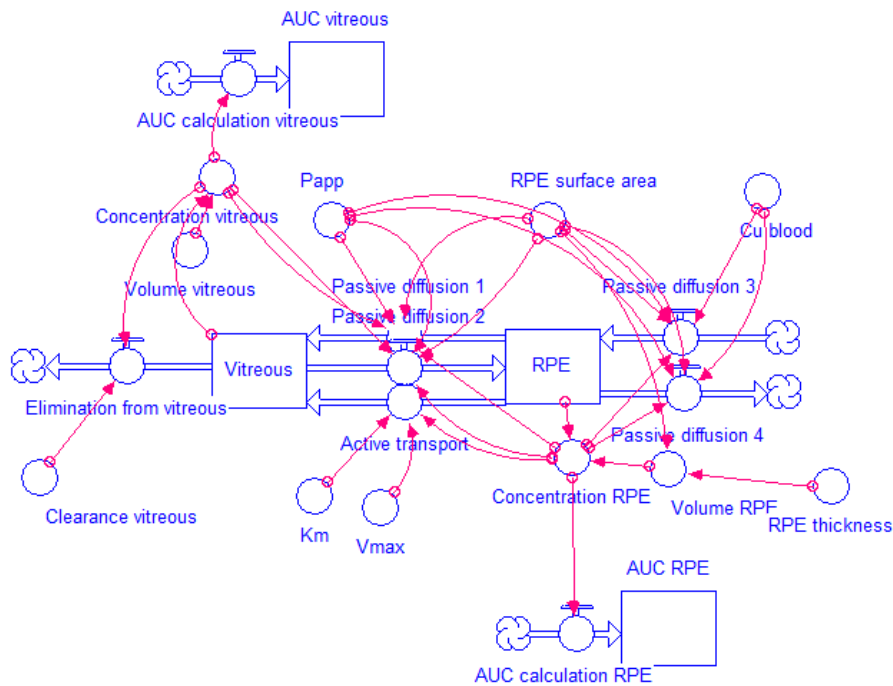 AUC vitreous
AUC calculation vitreous
Papp
RPE surface area
Concentration vitreous
Cu blood
Volume vitreous
Passive diffusion 1
Passive diffusion 3
Passive diffusion 2
Vitreous
RPE
Elimination from vitreous
Active transport
Passive diffusion 4
Clearance vitreous
Km
Vmax
Concentration RPE
Volume RPE
RPE thickness
AUC RPE
AUC calculation RPE